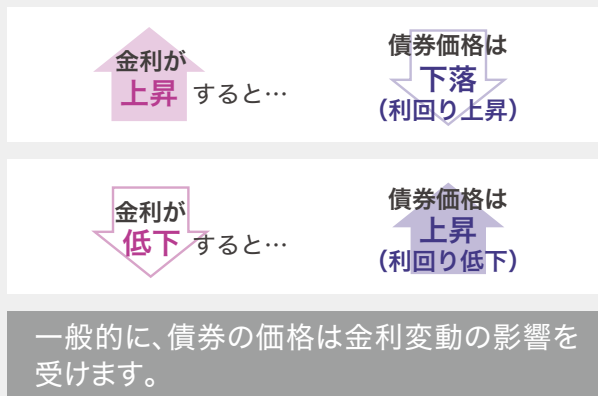 金利が
上昇 すると…
債券価格は
下落
(利回り上昇)
金利が
低下 すると…
債券価格は
上昇
(利回り低下)
一般的に、債券の価格は金利変動の影響を
受けます。